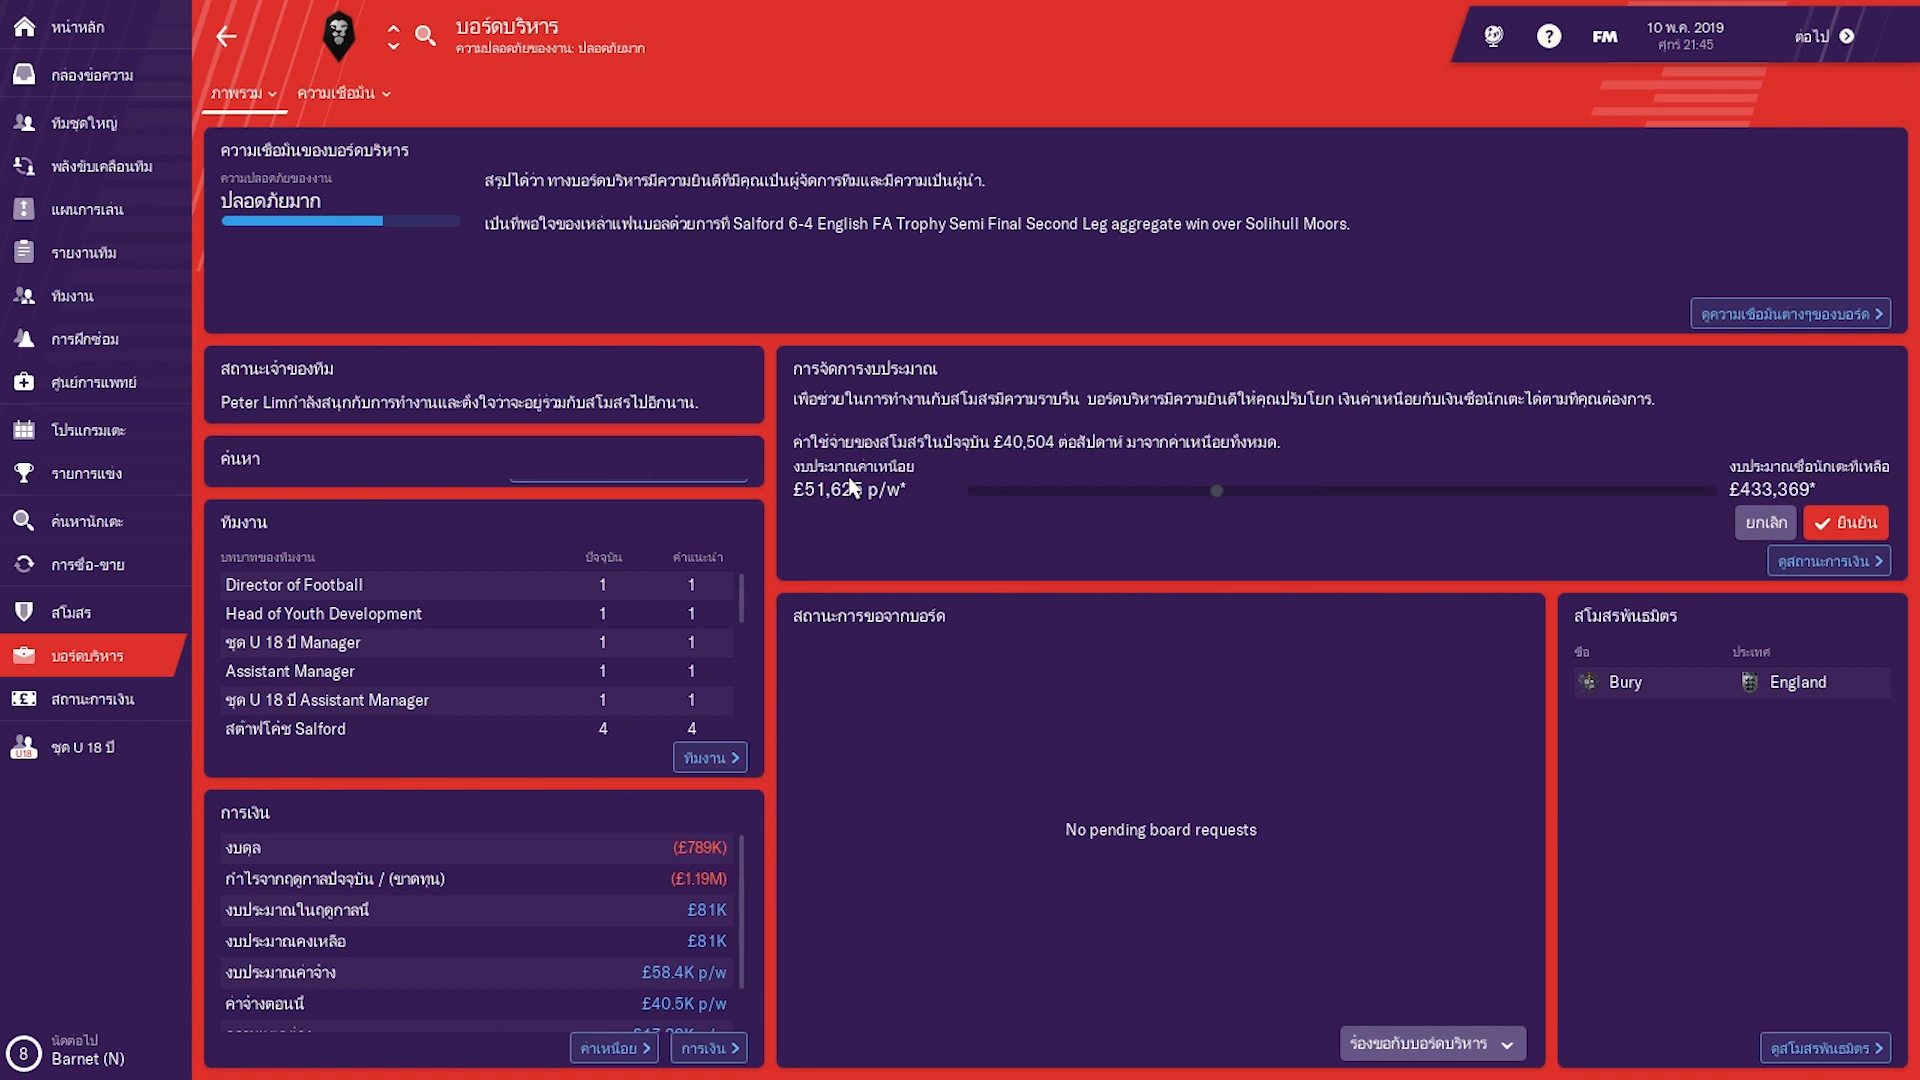 หน้าหลัก
กล่องข้อความ
ทีมชุดใหญ่
พลังขับเคลื่อนทีม
แผนการเล่น
รายงานทีม
ทีมงาน
การฝึกซ้อม
ศูนย์การแพทย์
โปรแกรมเตะ
รายการแข่ง
ค้นหานักเตะ
การซื้อ-ขาย
สโมสร
บอร์ดบริหาร
สถานะการเงิน
U18 ชุด U 18 ปี
8 นัดต่อไป
Barnet (N)
บอร์ดบริหาร
ความปลอดภัยของงาน: ปลอดภัยมาก
? FM 10 พ.ค. 2019
ศุกร์ 21:45
ต่อไป
ภาพรวม ความเชื่อมั่น
ความเชื่อมั่นของบอร์ดบริหาร
ความปลอดภัยของงาน
ปลอดภัยมาก
สรุปได้ว่า ทางบอร์ดบริหารมีความยินดีที่มีคุณเป็นผู้จัดการทีมและมีความเป็นผู้นำ.
เป็นที่พอใจของเหล่าแฟนบอลด้วยการที่ Salford 6-4 English FA Trophy Semi Final Second Leg aggregate win over Solihull Moors.
ดูความเชื่อมั่นต่างๆของบอร์ด
สถานะเจ้าของทีม
Peter Limกำลังสนุกกับการทำงานและตั้งใจว่าจะอยู่ร่วมกับสโมสรไปอีกนาน.
ค้นหา
ทีมงาน
บทบาทของทีมงาน ปัจจุบัน คำแนะนำ
Director of Football 1 1
Head of Youth Development 1 1
ชุด U 18 ปี Manager 1 1
Assistant Manager 1 1
ชุด U 18 ปี Assistant Manager 1 1
สต๊าฟโค้ช Salford 4 4
ทีมงาน
การเงิน
งบดุล (£789K)
กำไรจากฤดูกาลปัจจุบัน / (ขาดทุน) (£1.19M)
งบประมาณในฤดูกาลนี้ £81K
งบประมาณคงเหลือ £81K
งบประมาณค่าจ้าง £58.4K p/w
ค่าจ้างตอนนี้ £40.5K p/w
ค่าเหนื่อย การเงิน
การจัดการงบประมาณ
เพื่อช่วยในการทำงานกับสโมสรมีความราบรื่น บอร์ดบริหารมีความยินดีให้คุณปรับโยก เงินค่าเหนื่อยกับเงินซื้อนักเตะได้ตามที่คุณต้องการ.
ค่าใช้จ่ายของสโมสรในปัจจุบัน £40,504 ต่อสัปดาห์ มาจากค่าเหนื่อยทั้งหมด.
งบประมาณค่าเหนื่อย งบประมาณซื้อนักเตะที่เหลือ
p/w* £433,369*
ยกเลิก ยืนยัน
ดูสถานะการเงิน
สถานะการขอจากบอร์ด
No pending board requests
ร้องขอกับบอร์ดบริหาร
สโมสรพันธมิตร
ชื่อ ประเทศ
Bury England
ดูสโมสรพันธมิตร